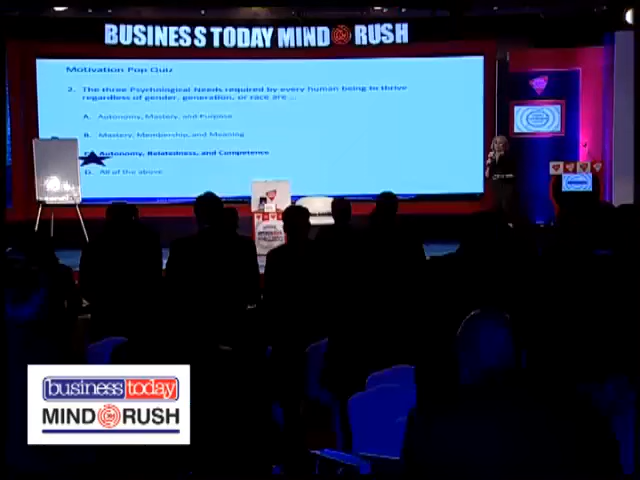 BUSINESS TODAY MIND RUSH
Motivation Pop Quiz
2. The three Psychological Needs required by every human being to thrive
regardless of gender, generation, or race are ...
A. Autonomy, Mastery, and Purpose
B. Mastery, Membership, and Meaning
Autonomy, Relatedness, and Competence
D. All of the above
business today
MIND RUSH